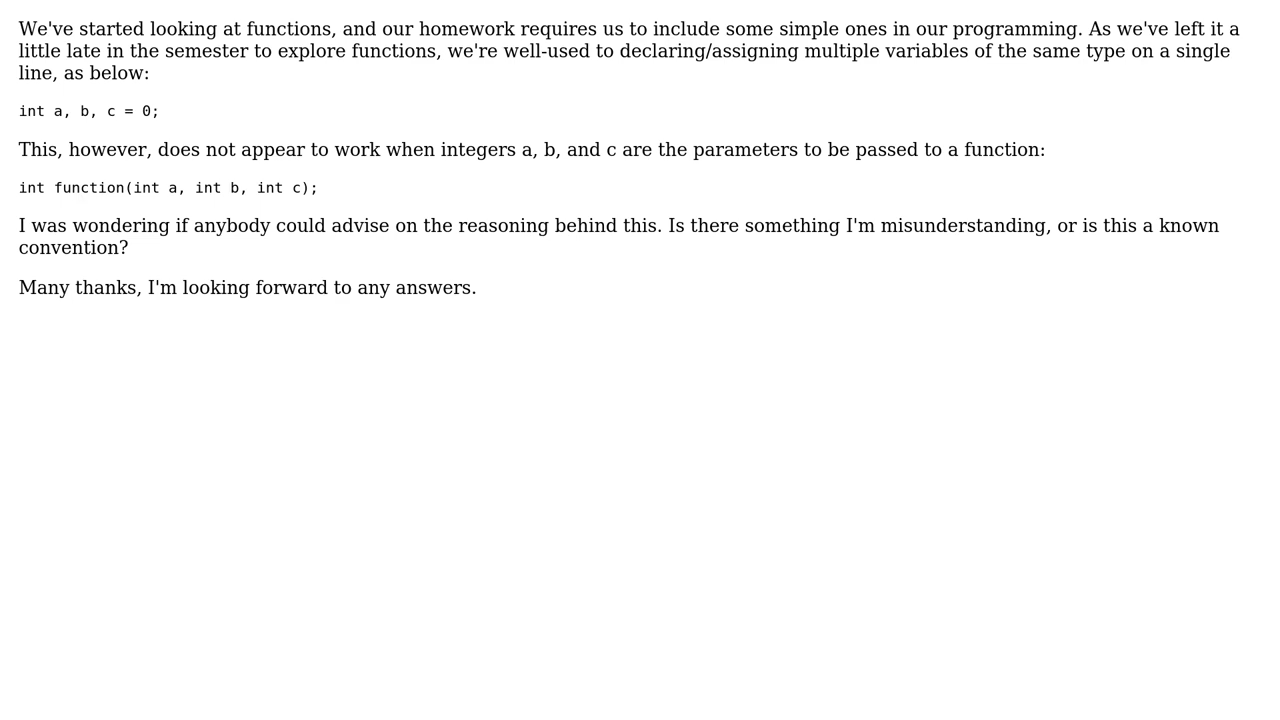 We've started looking at functions, and our homework requires us to include some simple ones in our programming. As we've left it a
little late in the semester to explore functions, we're well-used to declaring/assigning multiple variables of the same type on a single
line, as below:
int a, b, c = 0;
This, however, does not appear to work when integers a, b, and c are the parameters to be passed to a function:
int function(int a, int b, int c);
I was wondering if anybody could advise on the reasoning behind this. Is there something I'm misunderstanding, or is this a known
convention?
Many thanks, I'm looking forward to any answers.